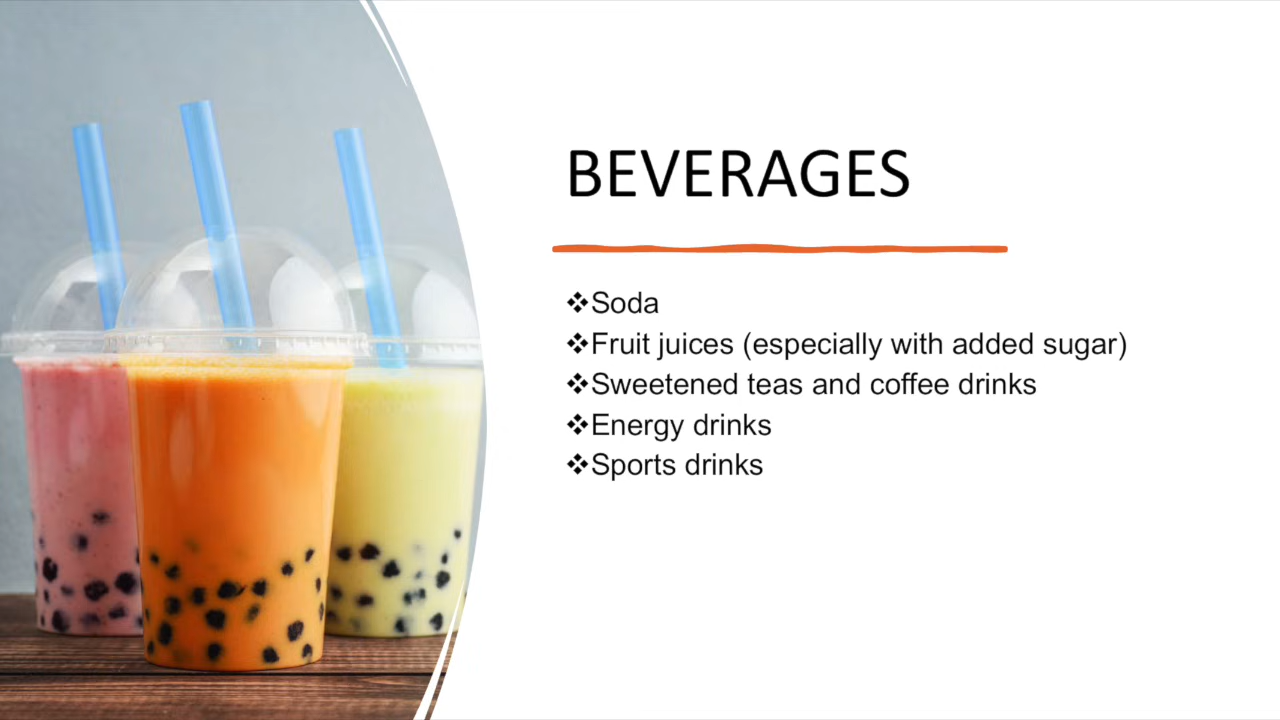 BEVERAGES
❖Soda
❖Fruit juices (especially with added sugar)
❖Sweetened teas and coffee drinks
❖Energy drinks
❖Sports drinks